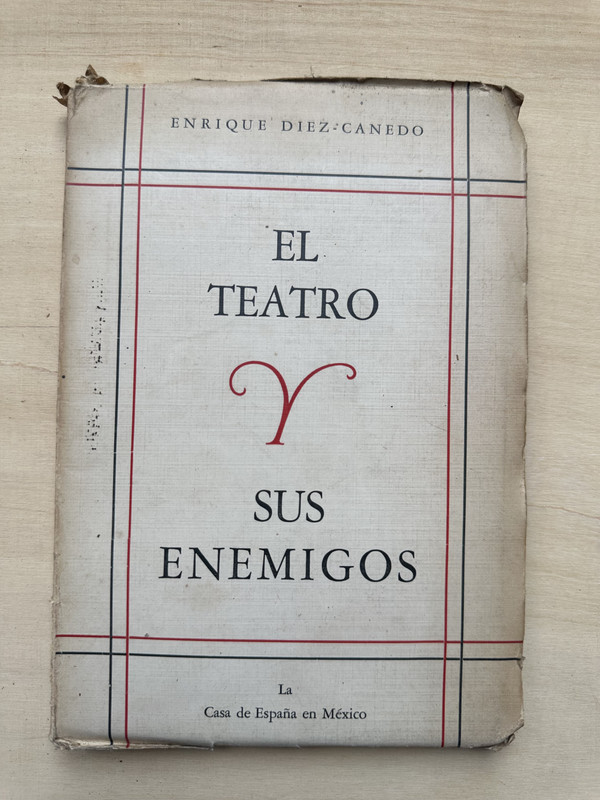 ENRIQUE DIEZ-CANEDO
EL
TEATRO
Y
SUS
ENEMIGOS
La
Casa de España en México